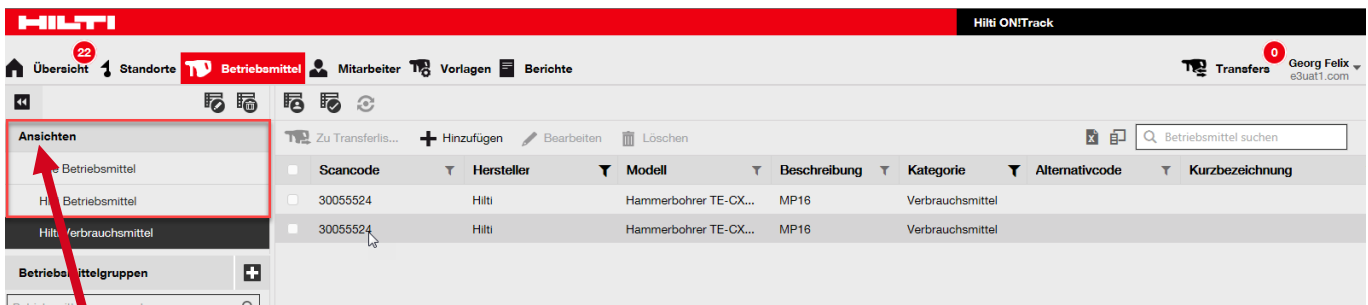 HILTI
Hilti ON!Track
22
Übersicht Standorte Betriebsmittel Mitarbeiter Vorlagen Berichte
0
Transfers
Georg Felix
e3uat1.com
Ansichten
Zu Transferlis... Hinzufügen Bearbeiten Löschen
Betriebsmittel suchen
Betriebsmittel
Betriebsmittel
Hilti Verbrauchsmittel
Scancode Hersteller Modell Beschreibung Kategorie Alternativcode Kurzbezeichnung
30055524 Hilti Hammerbohrer TE-CX... MP16 Verbrauchsmittel
30055524 Hilti Hammerbohrer TE-CX... MP16 Verbrauchsmittel
Betriebsmittelgruppen